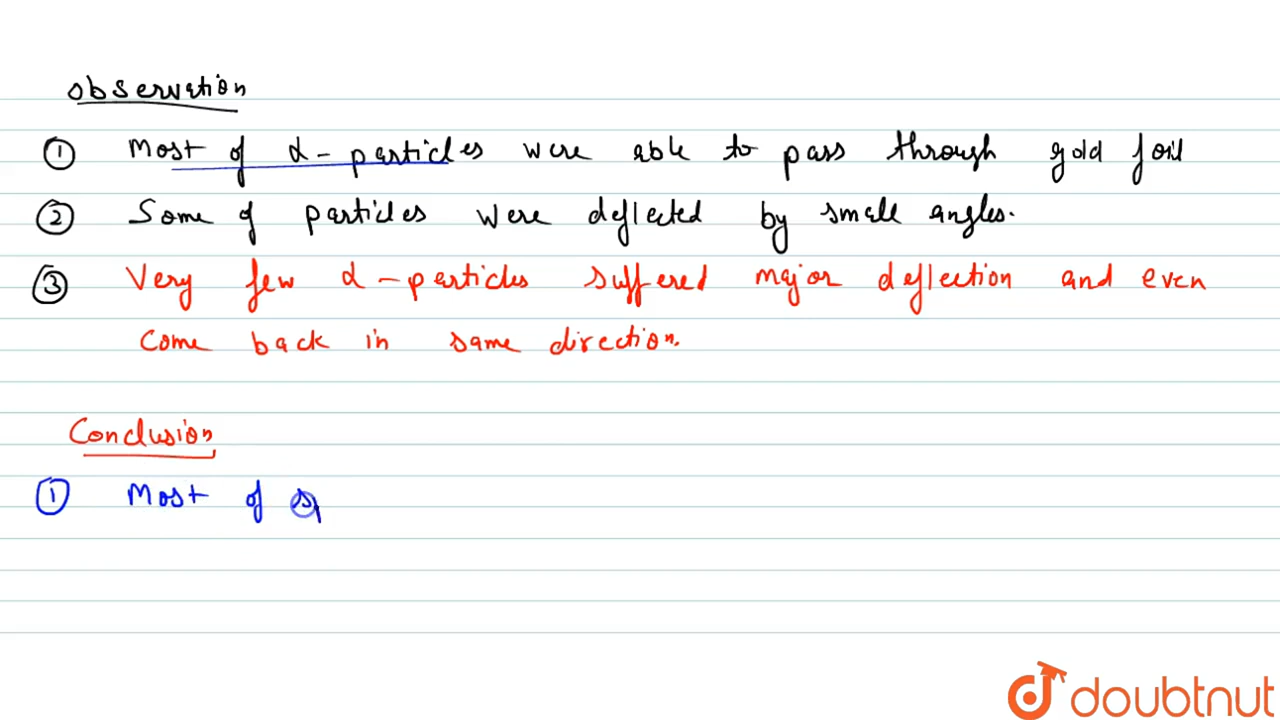 observation
① Most of α-particles were able to pass through gold foil
② Some of particles were deflected by small angles.
③ Very few α-particles suffered major deflection and even
come back in same direction.
Conclusion
① Most of
doubtnut